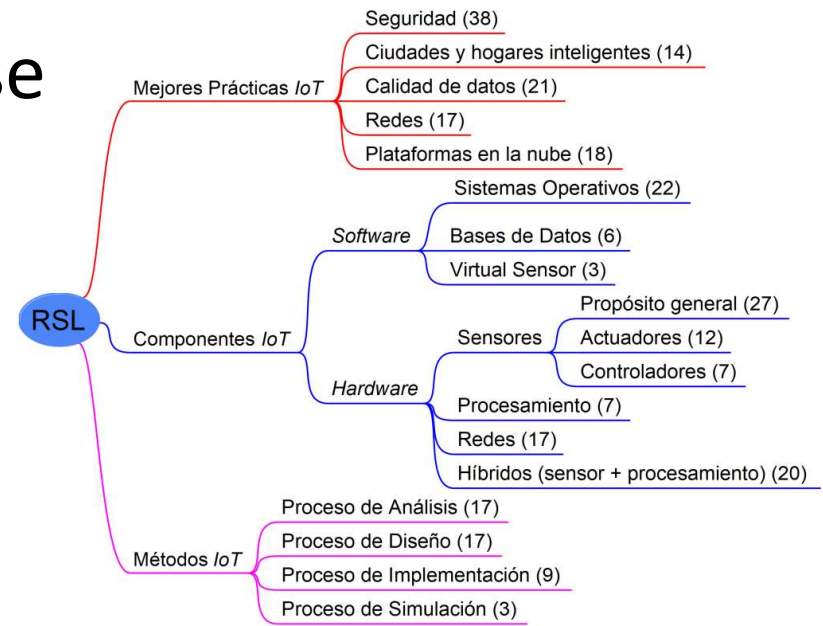 se
Seguridad (38)
Ciudades y hogares inteligentes (14)
Mejores Prácticas IoT
Calidad de datos (21)
Redes (17)
Plataformas en la nube (18)
Sistemas Operativos (22)
Software
Bases de Datos (6)
Virtual Sensor (3)
RSL
Componentes IoT
Propósito general (27)
Sensores
Actuadores (12)
Controladores (7)
Hardware
Procesamiento (7)
Redes (17)
Híbridos (sensor + procesamiento) (20)
Métodos IoT
Proceso de Análisis (17)
Proceso de Diseño (17)
Proceso de Implementación (9)
Proceso de Simulación (3)